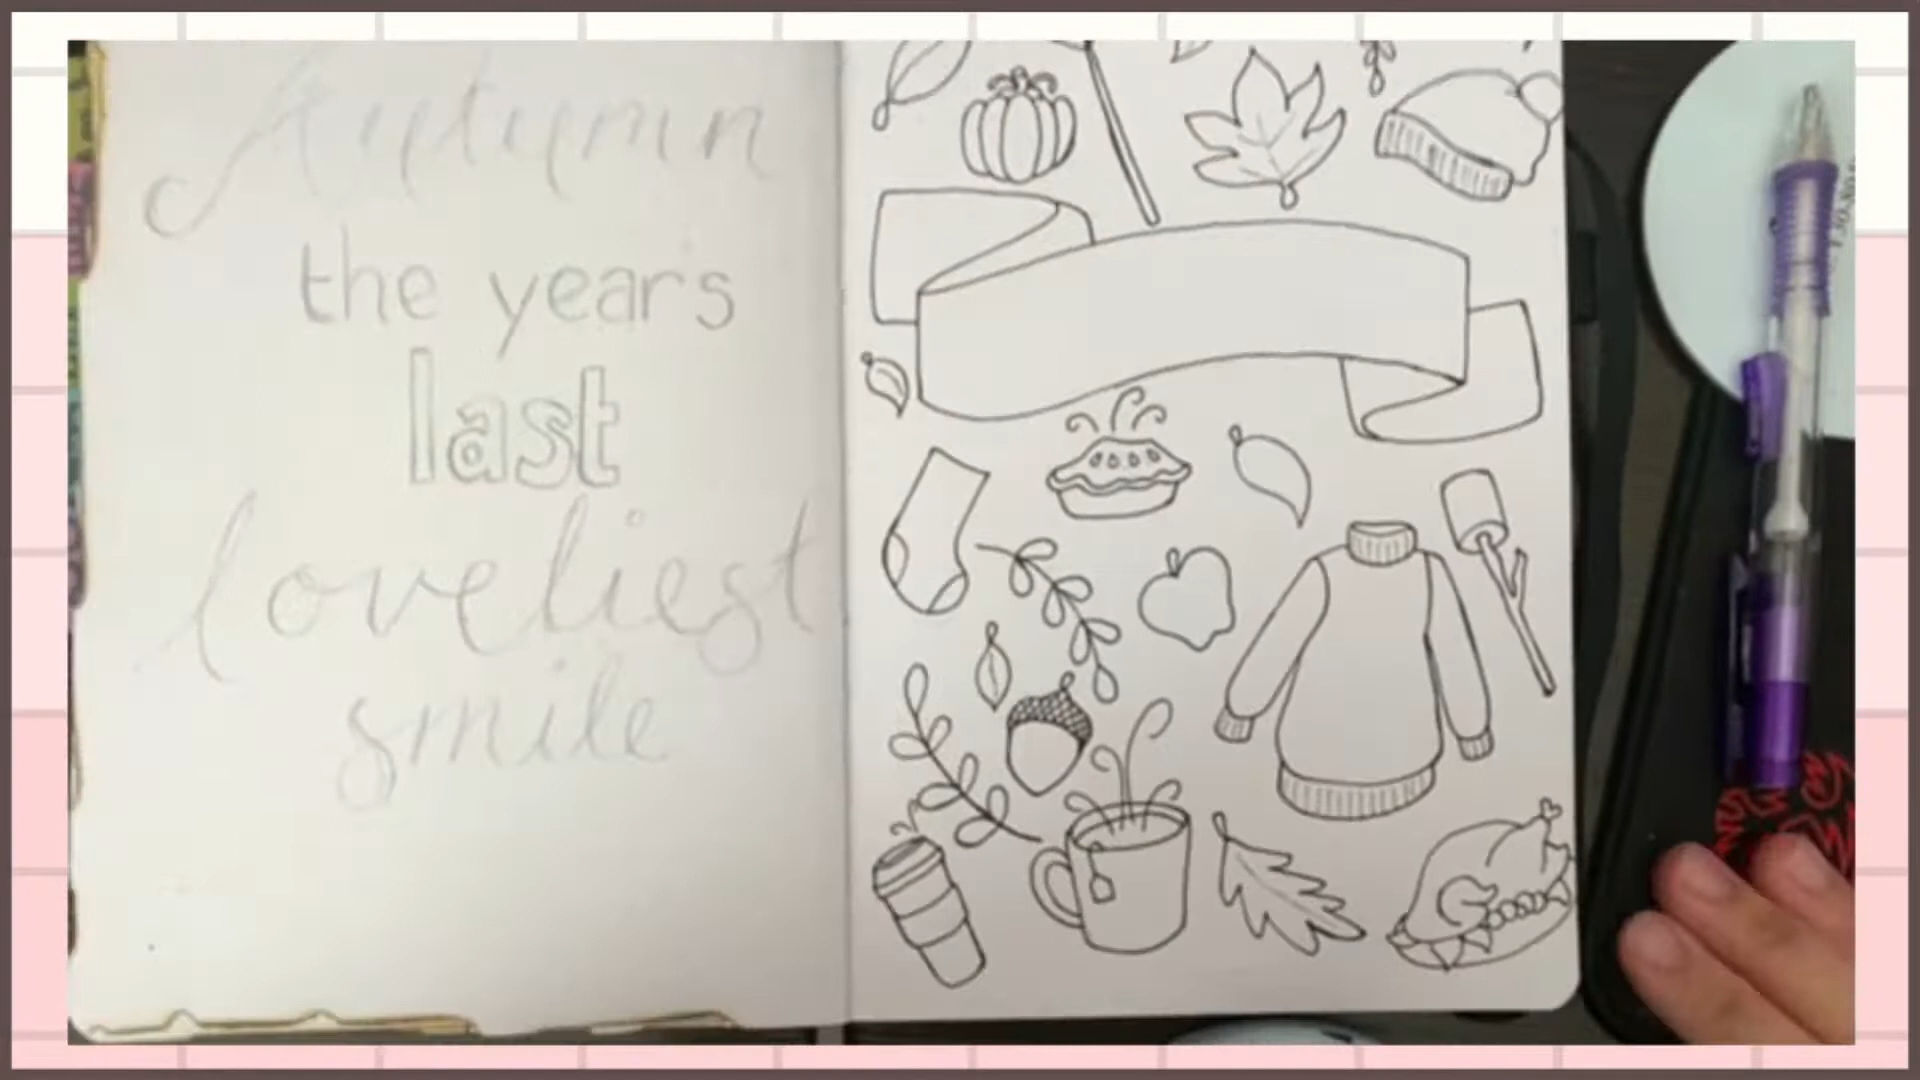 Autumn
the year's
last
loveliest
smile